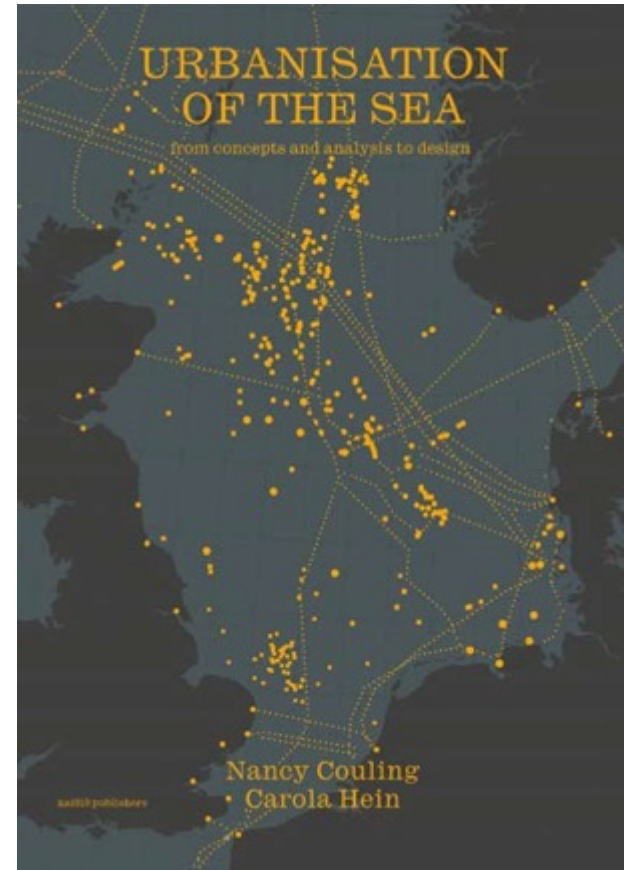 URBANISATION
OF THE SEA
from concepts and analysis to design
Nancy Couling
Carola Hein
nai010 publishers